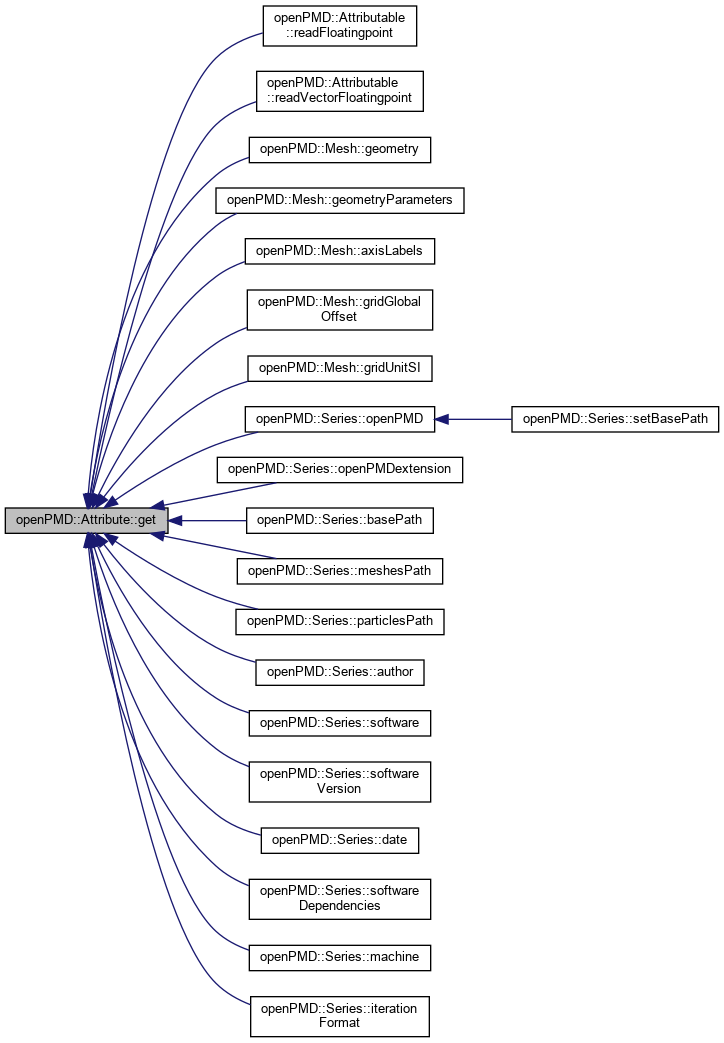 openPMD::Attributable
::readFloatingpoint
openPMD::Attributable
::readVectorFloatingpoint
openPMD::Mesh::geometry
openPMD::Mesh::geometryParameters
openPMD::Mesh::axisLabels
openPMD::Mesh::gridGlobal
Offset
openPMD::Mesh::gridUnitSI
openPMD::Series::openPMD
openPMD::Series::setBasePath
openPMD::Series::openPMDextension
openPMD::Attribute::get
openPMD::Series::basePath
openPMD::Series::meshesPath
openPMD::Series::particlesPath
openPMD::Series::author
openPMD::Series::software
openPMD::Series::software
Version
openPMD::Series::date
openPMD::Series::software
Dependencies
openPMD::Series::machine
openPMD::Series::iteration
Format